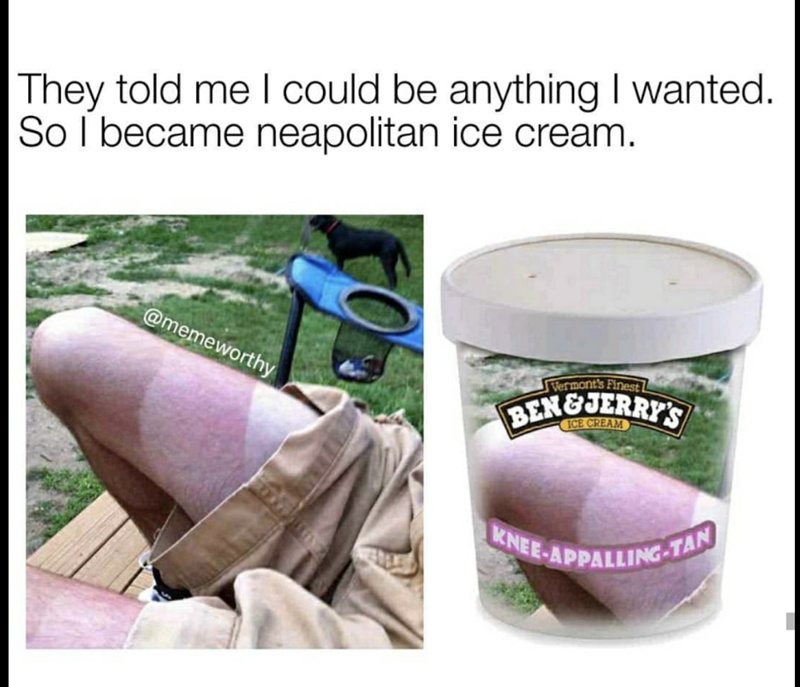 They told me I could be anything I wanted.
So I became neapolitan ice cream.
@memeworthy
Vermont's Finest
BEN & JERRY'S
ICE CREAM
KNEE-APPALLING-TAN